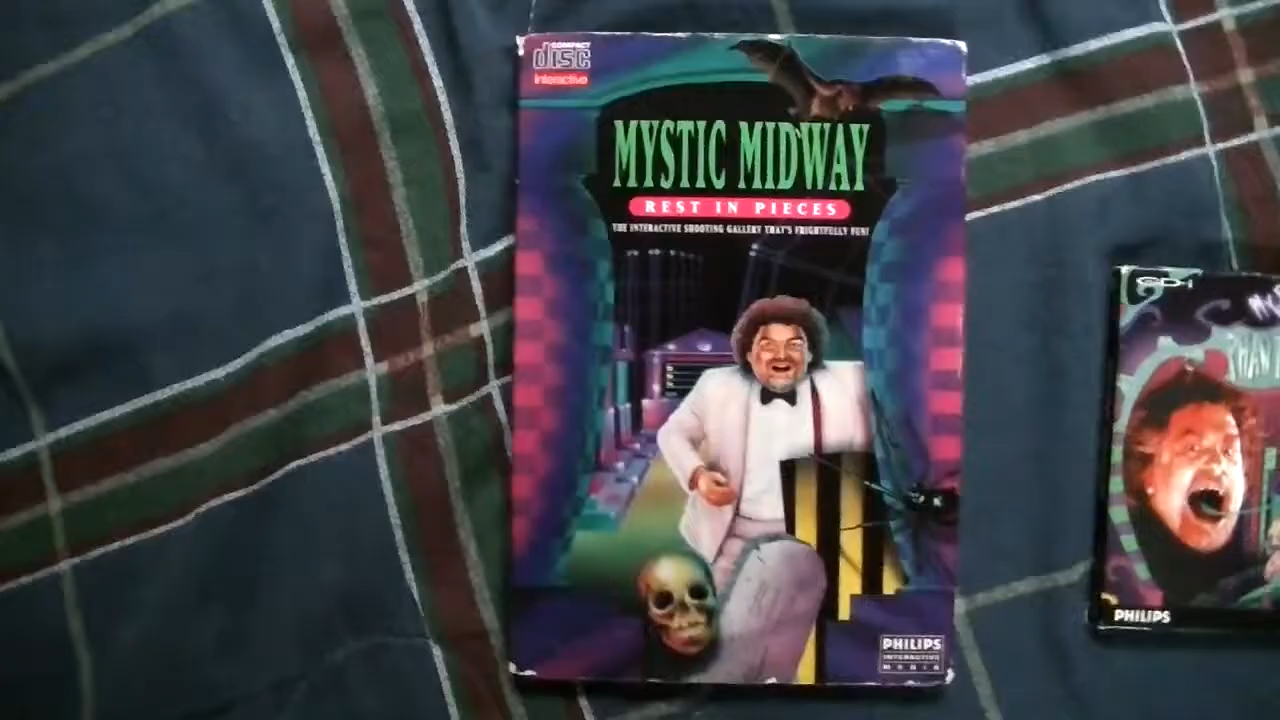 COMPACT
disc
Interactive
MYSTIC MIDWAY
REST IN PIECES
THE INTERACTIVE SHOOTING GALLERY THAT'S FRIGHTFULLY FUN!
PHILIPS
INTERACTIVE
MEDIA
CD-i
PHILIPS